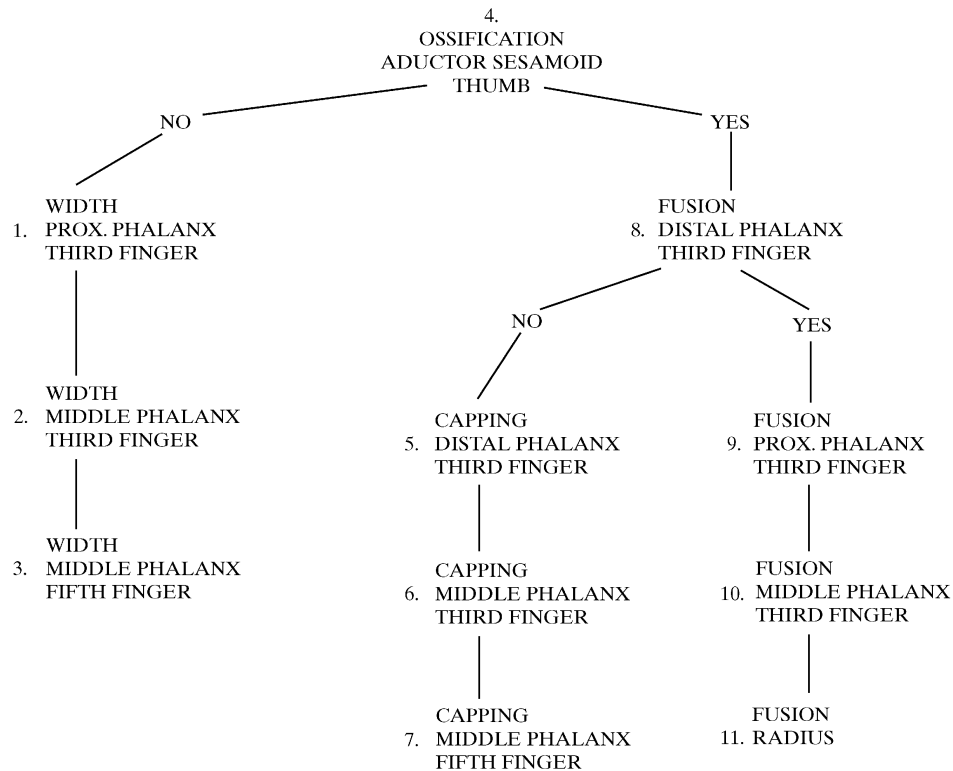 4.
OSSIFICATION
ADUCTOR SESAMOID
THUMB
NO
YES
WIDTH
1. PROX. PHALANX
THIRD FINGER
FUSION
8. DISTAL PHALANX
THIRD FINGER
NO
YES
WIDTH
2. MIDDLE PHALANX
THIRD FINGER
CAPPING
5. DISTAL PHALANX
THIRD FINGER
FUSION
9. PROX. PHALANX
THIRD FINGER
WIDTH
3. MIDDLE PHALANX
FIFTH FINGER
CAPPING
6. MIDDLE PHALANX
THIRD FINGER
FUSION
10. MIDDLE PHALANX
THIRD FINGER
CAPPING
7. MIDDLE PHALANX
FIFTH FINGER
FUSION
11. RADIUS